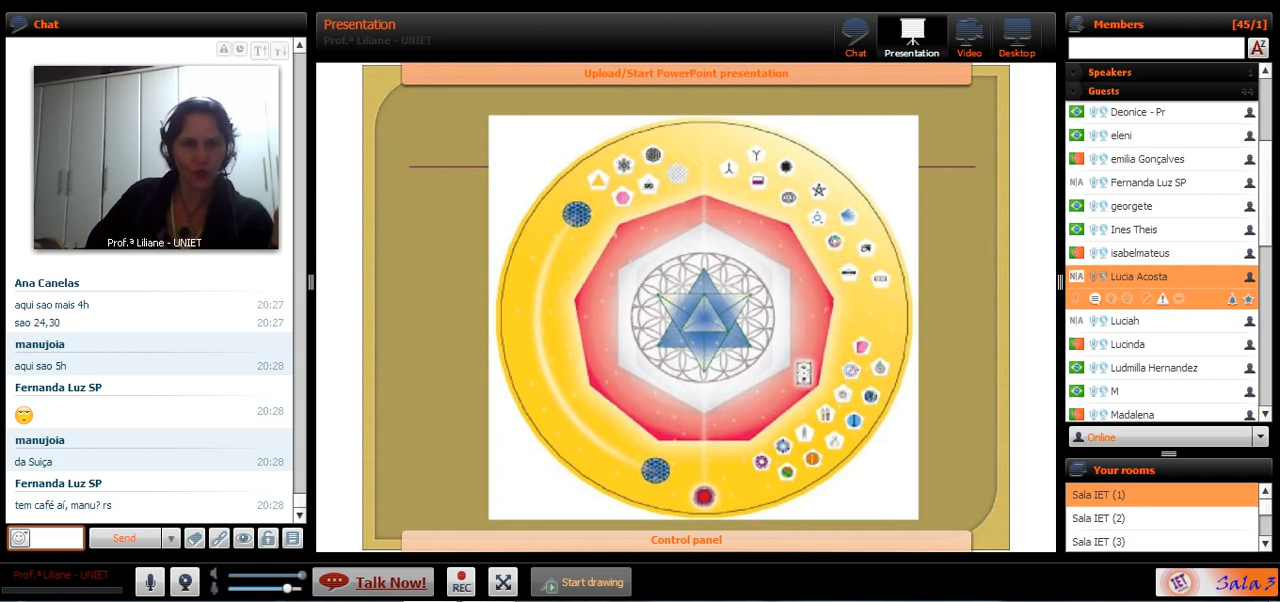 Chat
Prof.ª Liliane - UNIET
Ana Canelas
aqui sao mais 4h 20:27
sao 24,30 20:27
manujoia
aqui sao 5h 20:28
Fernanda Luz SP
20:28
manujoia
da Suiça 20:28
Fernanda Luz SP
tem café aí, manu? rs 20:28
Send
Prof.ª Liliane - UNIET
Presentation
Prof.ª Liliane - UNIET
Chat
Presentation
Video
Desktop
Upload/Start PowerPoint presentation
Control panel
Talk Now!
REC
Start drawing
Members [45/1]
Speakers 1
Guests 44
Deonice - Pr
eleni
emilia Gonçalves
N|A Fernanda Luz SP
georgete
Ines Theis
isabelmateus
N|A Lucia Acosta
N|A Luciah
Lucinda
Ludmilla Hernandez
M
Madalena
Online
Your rooms
Sala IET (1)
Sala IET (2)
Sala IET (3)
IET Sala 3